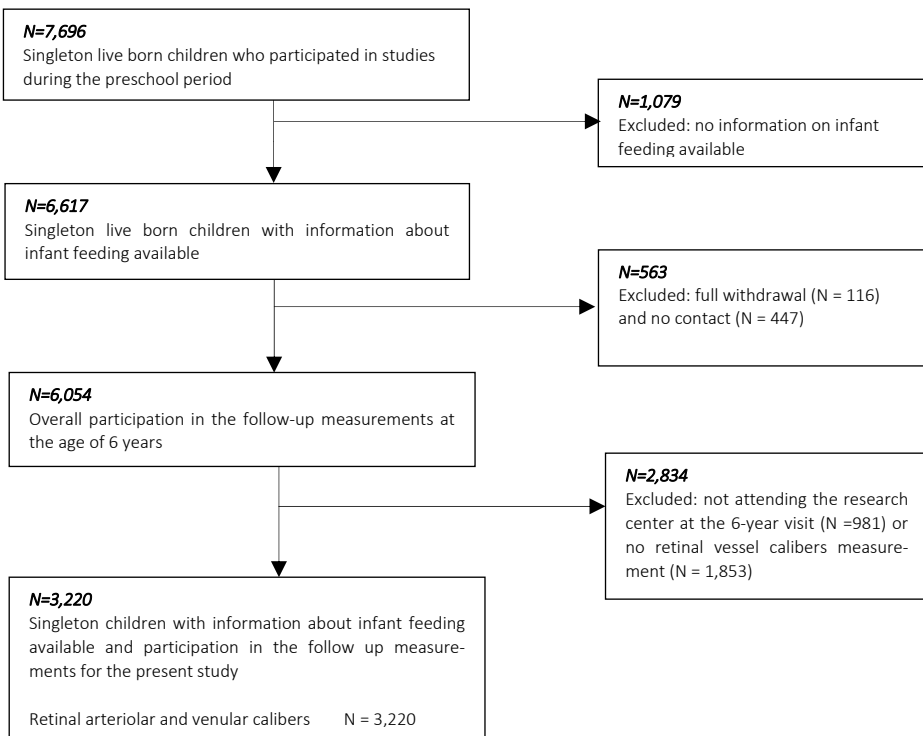 N=7,696
Singleton live born children who participated in studies
during the preschool period
N=1,079
Excluded: no information on infant
feeding available
N=6,617
Singleton live born children with information about
infant feeding available
N=563
Excluded: full withdrawal (N = 116)
and no contact (N = 447)
N=6,054
Overall participation in the follow-up measurements at
the age of 6 years
N=2,834
Excluded: not attending the research
center at the 6-year visit (N =981) or
no retinal vessel calibers measure-
ment (N = 1,853)
N=3,220
Singleton children with information about infant feeding
available and participation in the follow up measure-
ments for the present study
Retinal arteriolar and venular calibers N = 3,220